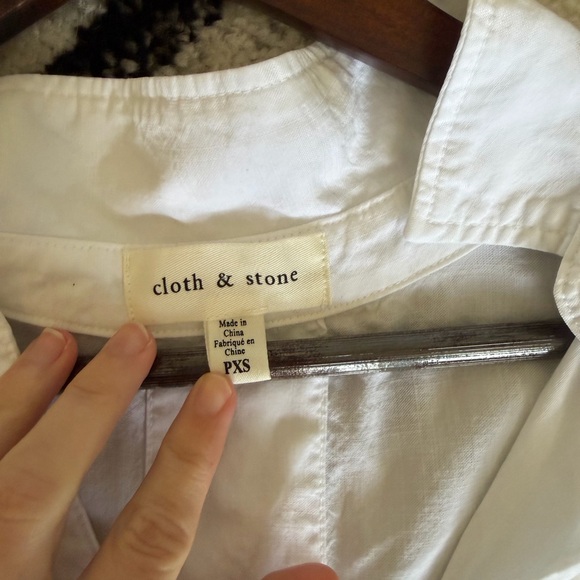 cloth & stone
Made in
China
Fabriqué en
Chine
PXS